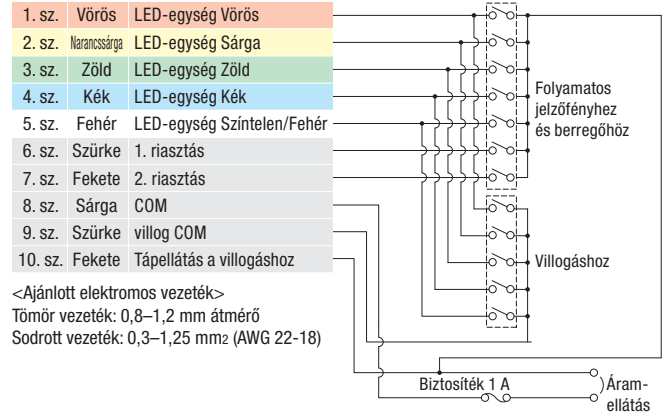 1. sz. Vörös LED-egység Vörös
2. sz. Narancssárga LED-egység Sárga
3. sz. Zöld LED-egység Zöld
4. sz. Kék LED-egység Kék
5. sz. Fehér LED-egység Színtelen/Fehér
6. sz. Szürke 1. riasztás
7. sz. Fekete 2. riasztás
8. sz. Sárga COM
9. sz. Szürke villog COM
10. sz. Fekete Tápellátás a villogáshoz
<Ajánlott elektromos vezeték>
Tömör vezeték: 0,8–1,2 mm átmérő
Sodrott vezeték: 0,3–1,25 mm2 (AWG 22-18)
Folyamatos
jelzőfényhez
és berregőhöz
Villogáshoz
Biztosíték 1 A
Áram-
ellátás